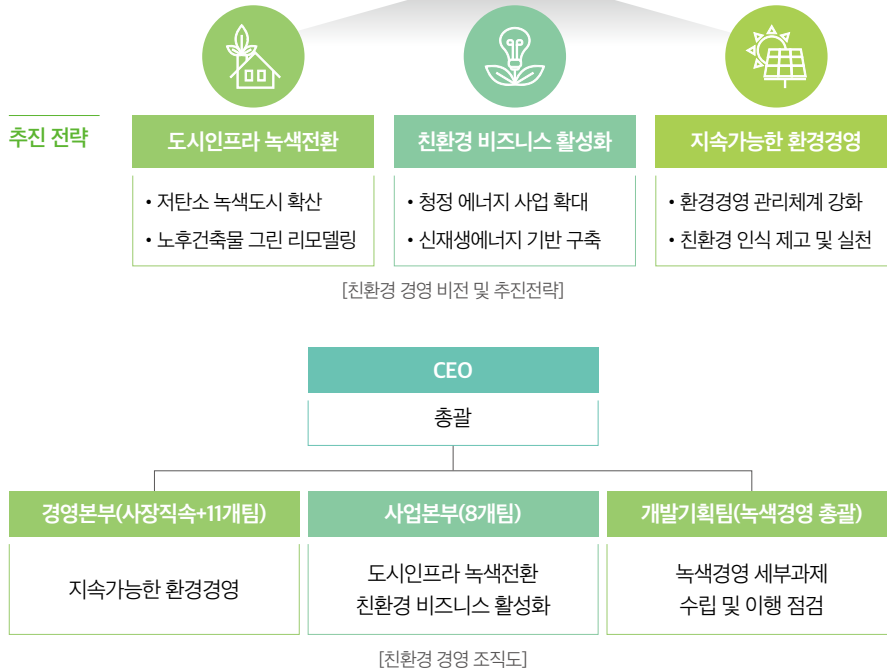 추진 전략
도시인프라 녹색전환
• 저탄소 녹색도시 확산
• 노후건축물 그린 리모델링
친환경 비즈니스 활성화
• 청정 에너지 사업 확대
• 신재생에너지 기반 구축
지속가능한 환경경영
• 환경경영 관리체계 강화
• 친환경 인식 제고 및 실천
[친환경 경영 비전 및 추진전략]
CEO
총괄
경영본부(사장직속+11개팀)
지속가능한 환경경영
사업본부(8개팀)
도시인프라 녹색전환
친환경 비즈니스 활성화
개발기획팀(녹색경영 총괄)
녹색경영 세부과제
수립 및 이행 점검
[친환경 경영 조직도]